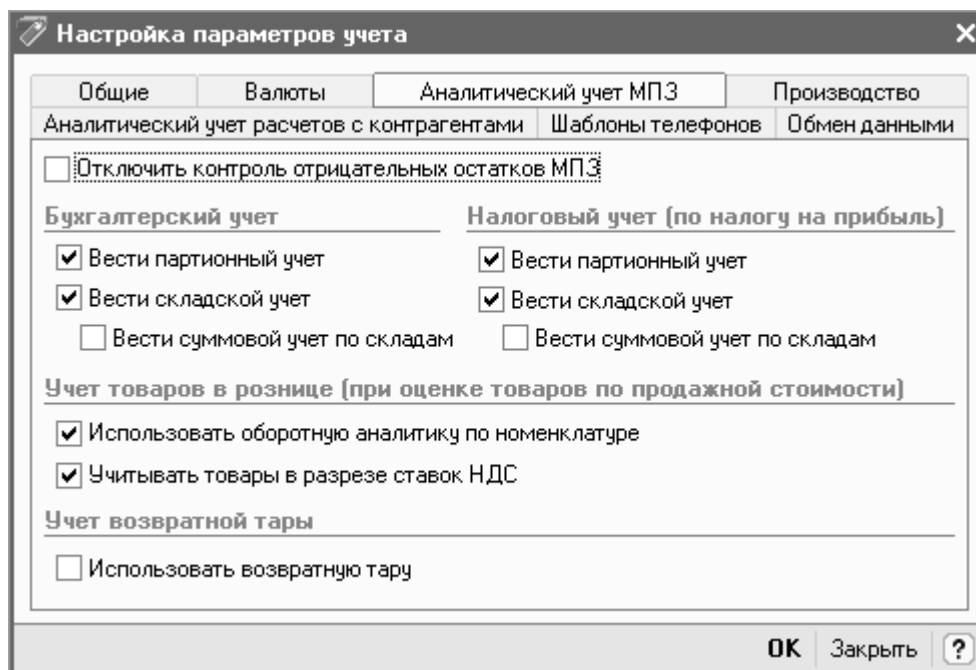 Настройка параметров учета
Общие Валюты Аналитический учет МПЗ Производство
Аналитический учет расчетов с контрагентами Шаблоны телефонов Обмен данными
Отключить контроль отрицательных остатков МПЗ
Бухгалтерский учет Налоговый учет (по налогу на прибыль)
Вести партионный учет Вести партионный учет
Вести складской учет Вести складской учет
Вести суммовой учет по складам Вести суммовой учет по складам
Учет товаров в рознице (при оценке товаров по продажной стоимости)
Использовать оборотную аналитику по номенклатуре
Учитывать товары в разрезе ставок НДС
Учет возвратной тары
Использовать возвратную тару
OK Закрыть ?